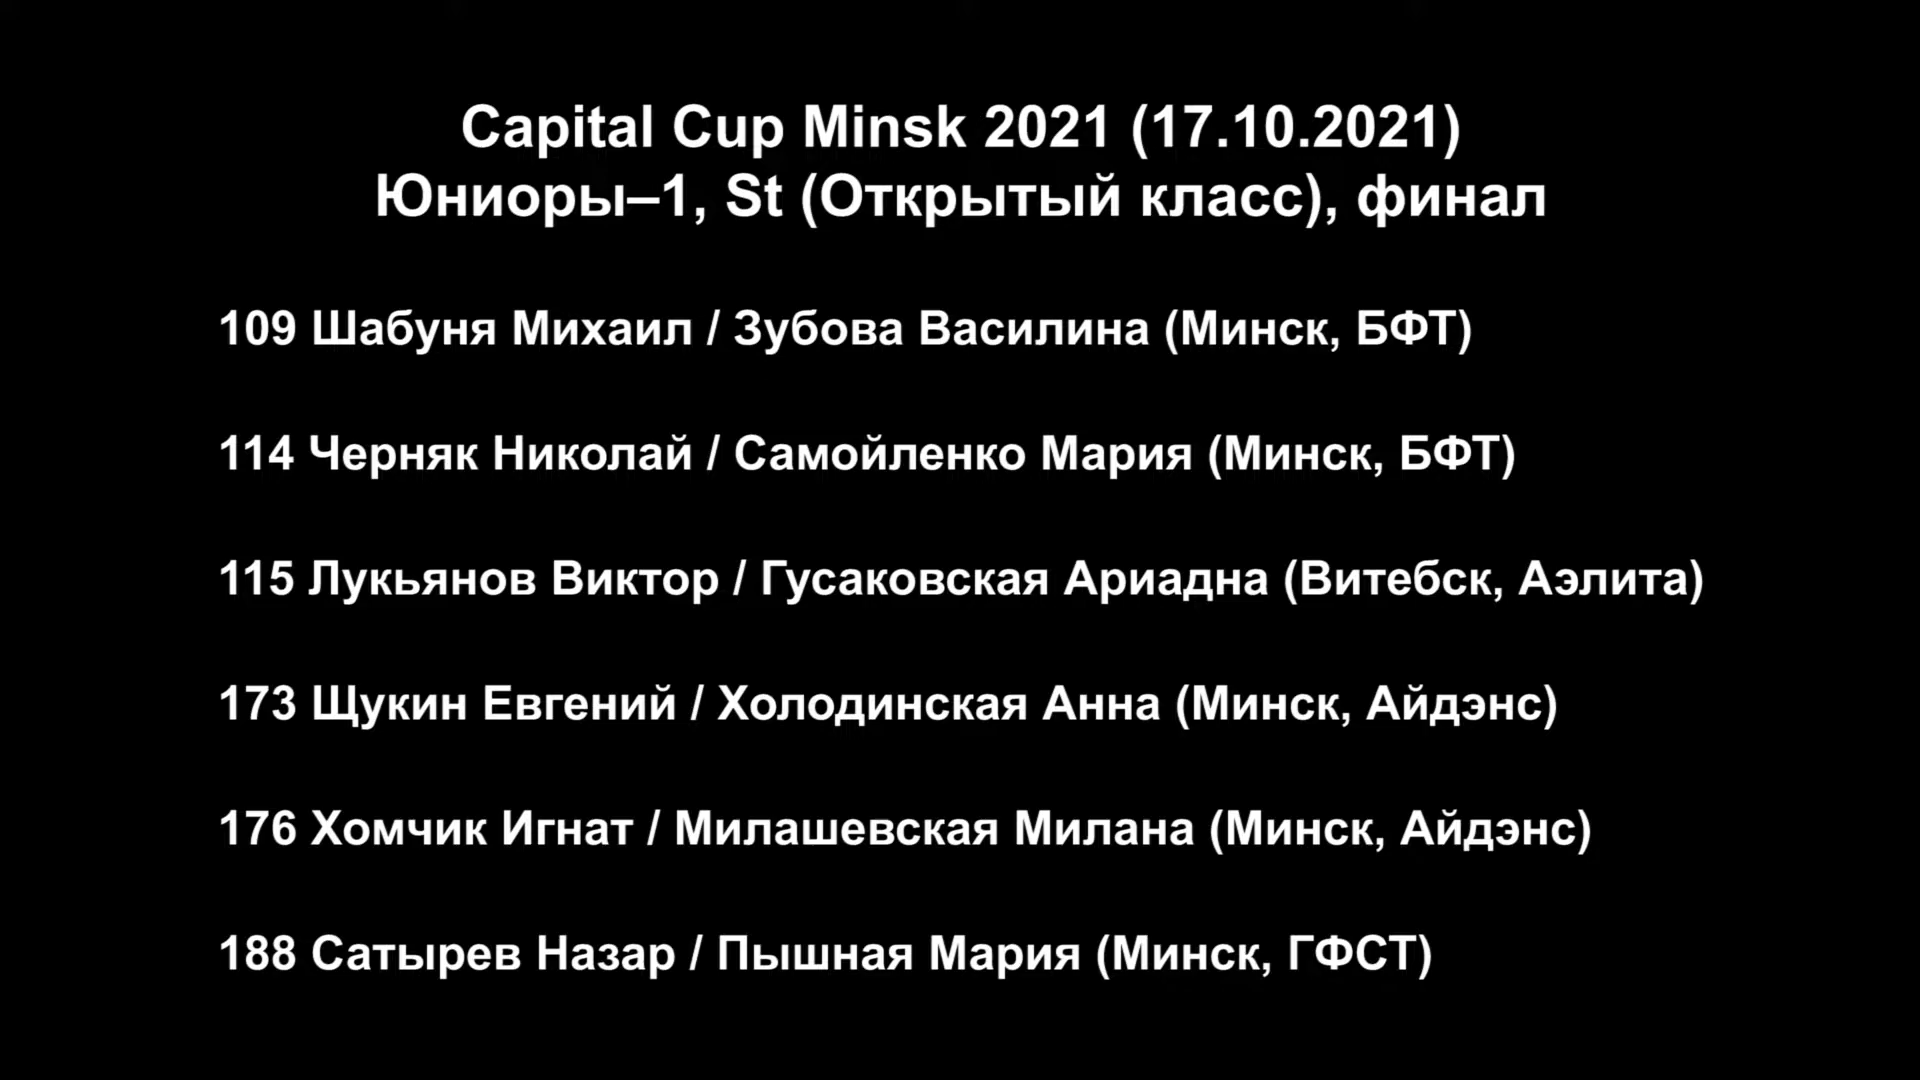 Capital Cup Minsk 2021 (17.10.2021)
Юниоры–1, St (Открытый класс), финал
109 Шабуня Михаил / Зубова Василина (Минск, БФТ)
114 Черняк Николай / Самойленко Мария (Минск, БФТ)
115 Лукьянов Виктор / Гусаковская Ариадна (Витебск, Аэлита)
173 Щукин Евгений / Холодинская Анна (Минск, Айдэнс)
176 Хомчик Игнат / Милашевская Милана (Минск, Айдэнс)
188 Сатырев Назар / Пышная Мария (Минск, ГФСТ)